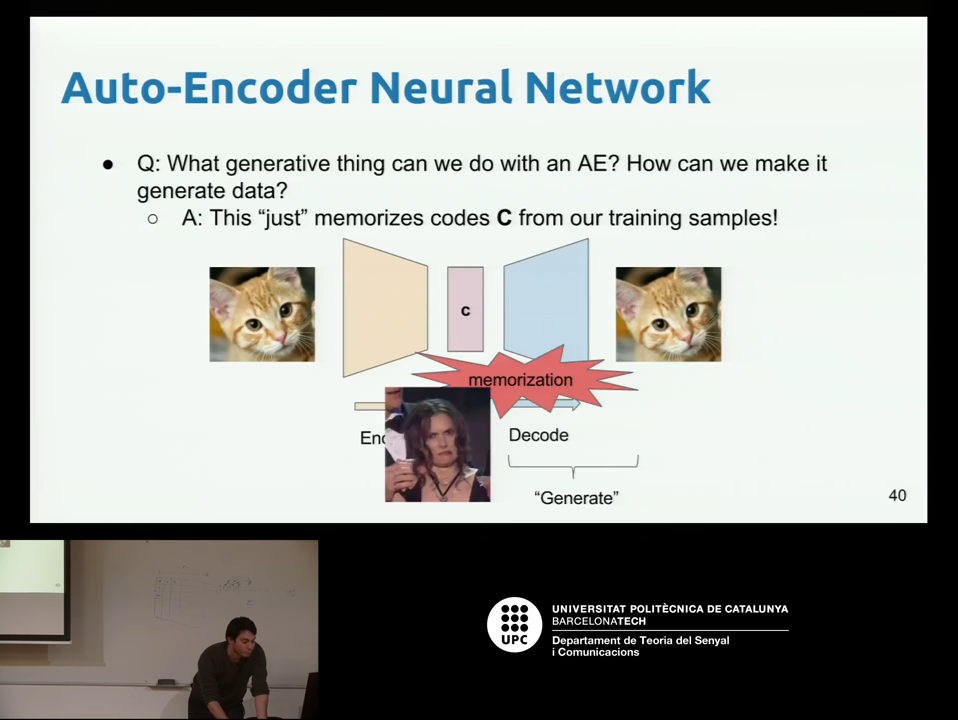 Auto-Encoder Neural Network
● Q: What generative thing can we do with an AE? How can we make it
generate data?
○ A: This “just” memorizes codes C from our training samples!
c
memorization
Decode
“Generate”
40
UPC
UNIVERSITAT POLITÈCNICA DE CATALUNYA
BARCELONATECH
Departament de Teoria del Senyal
i Comunicacions